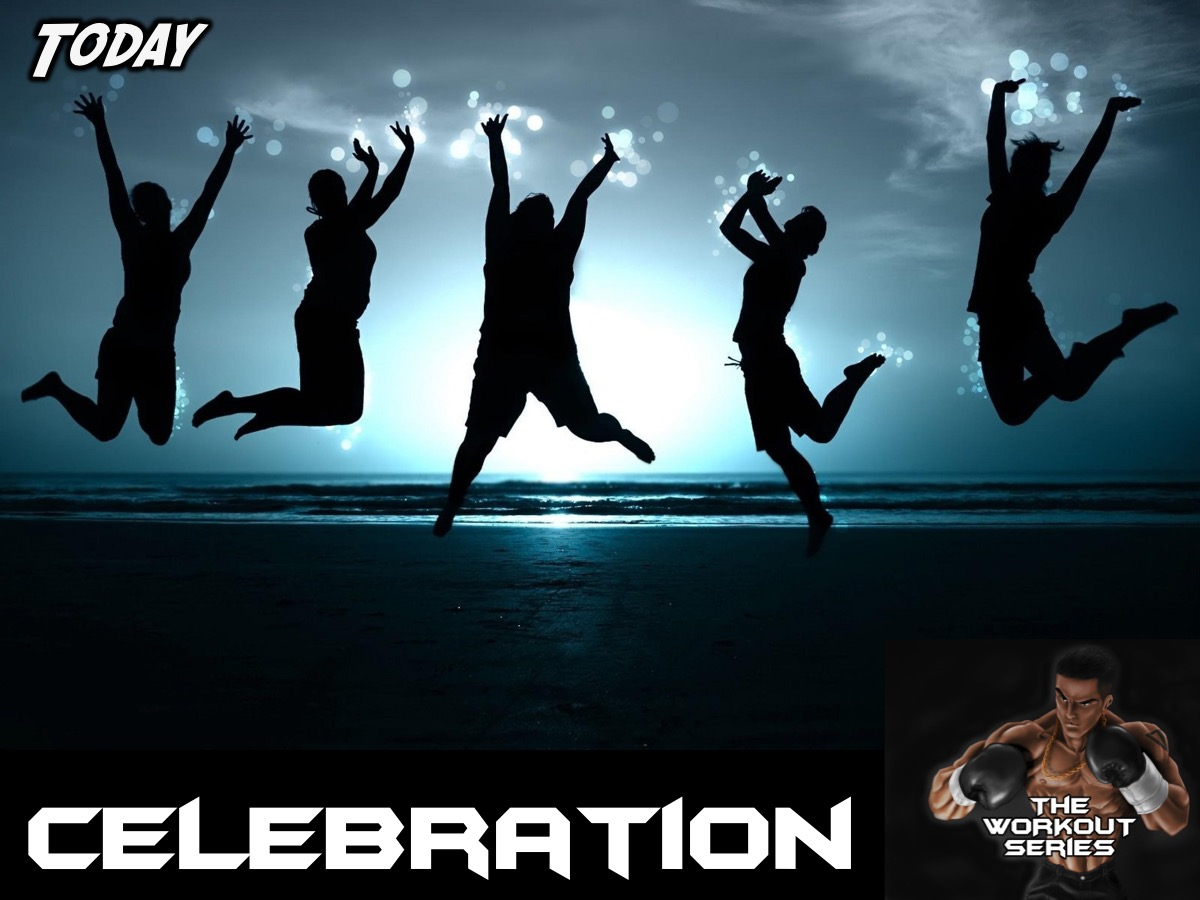 TODAY
CELEBRATION
THE
WORKOUT
SERIES